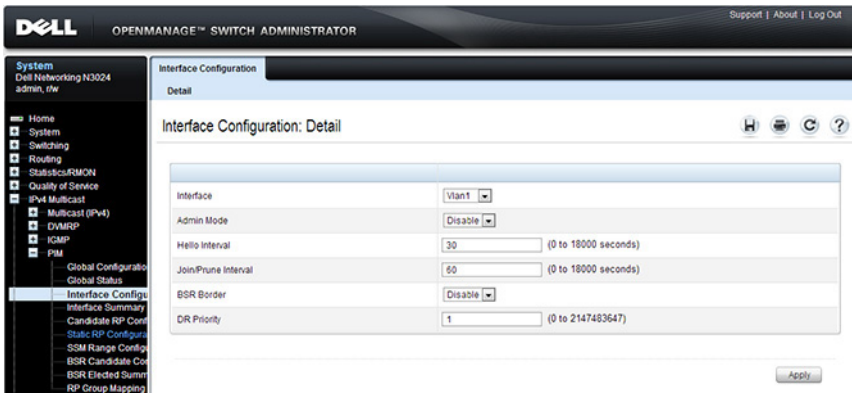 Support | About | Log Out
DELL OPENMANAGE™ SWITCH ADMINISTRATOR
System
Dell Networking N3024
admin, r/w
Home
System
Switching
Routing
Statistics/RMON
Quality of Service
IPv4 Multicast
Multicast (IPv4)
DVMRP
IGMP
PIM
Global Configuratio
Global Status
Interface Configu
Interface Summary
Candidate RP Conf
Static RP Configura
SSM Range Configu
BSR Candidate Con
BSR Elected Summ
RP Group Mapping
Interface Configuration
Detail
Interface Configuration: Detail
Interface Vlan1
Admin Mode Disable
Hello Interval 30 (0 to 18000 seconds)
Join/Prune Interval 60 (0 to 18000 seconds)
BSR Border Disable
DR Priority 1 (0 to 2147483647)
Apply